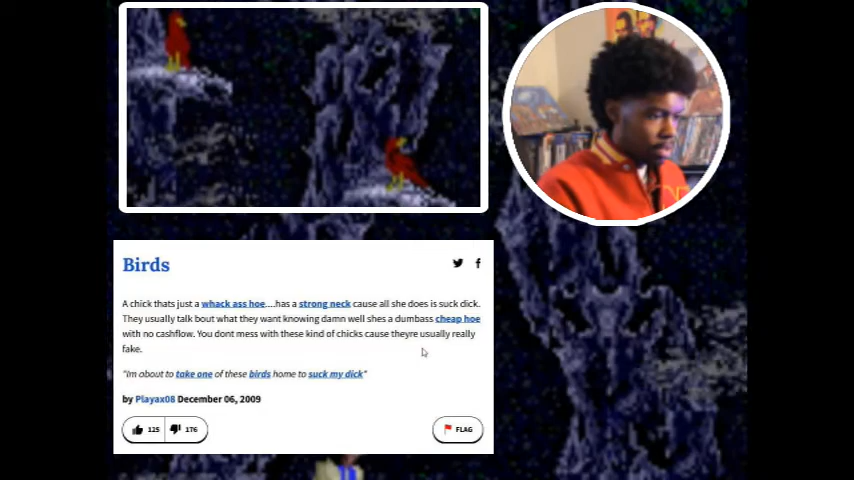 Birds
A chick thats just a whack ass hoe....has a strong neck cause all she does is suck dick.
They usually talk bout what they want knowing damn well shes a dumbass cheap hoe
with no cashflow. You dont mess with these kind of chicks cause theyre usually really
fake.
"Im about to take one of these birds home to suck my dick"
by Playax08 December 06, 2009
125 176 FLAG